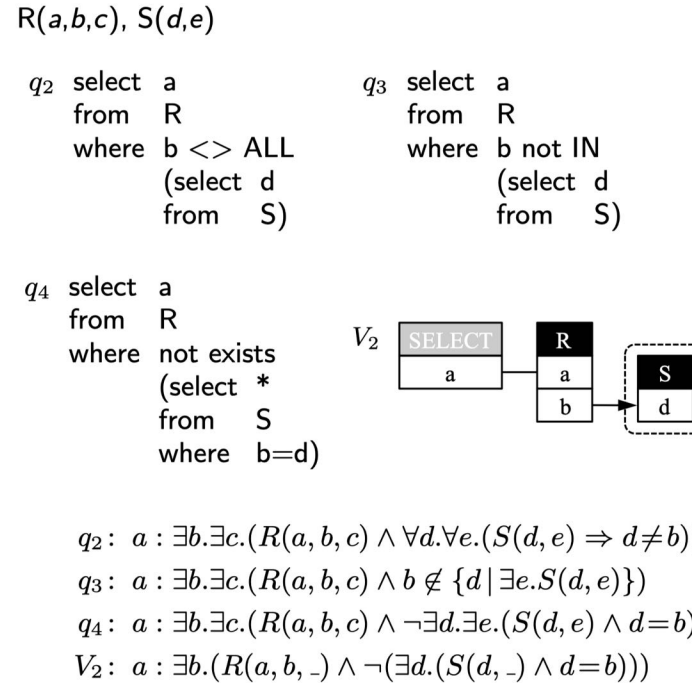 R(a,b,c), S(d,e)
q₂ select a
from R
where b <> ALL
(select d
from S)
q₃ select a
from R
where b not IN
(select d
from S)
q₄ select a
from R
where not exists
(select *
from S
where b=d)
V₂
SELECT
a
R
a
b
S
d
q₂: a : ∃b.∃c.(R(a, b, c) ∧ ∀d.∀e.(S(d, e) ⇒ d≠b)
q₃: a : ∃b.∃c.(R(a, b, c) ∧ b ∉ {d | ∃e.S(d, e)})
q₄: a : ∃b.∃c.(R(a, b, c) ∧ ¬∃d.∃e.(S(d, e) ∧ d=b)
V₂: a : ∃b.(R(a, b, _) ∧ ¬(∃d.(S(d, _) ∧ d=b)))